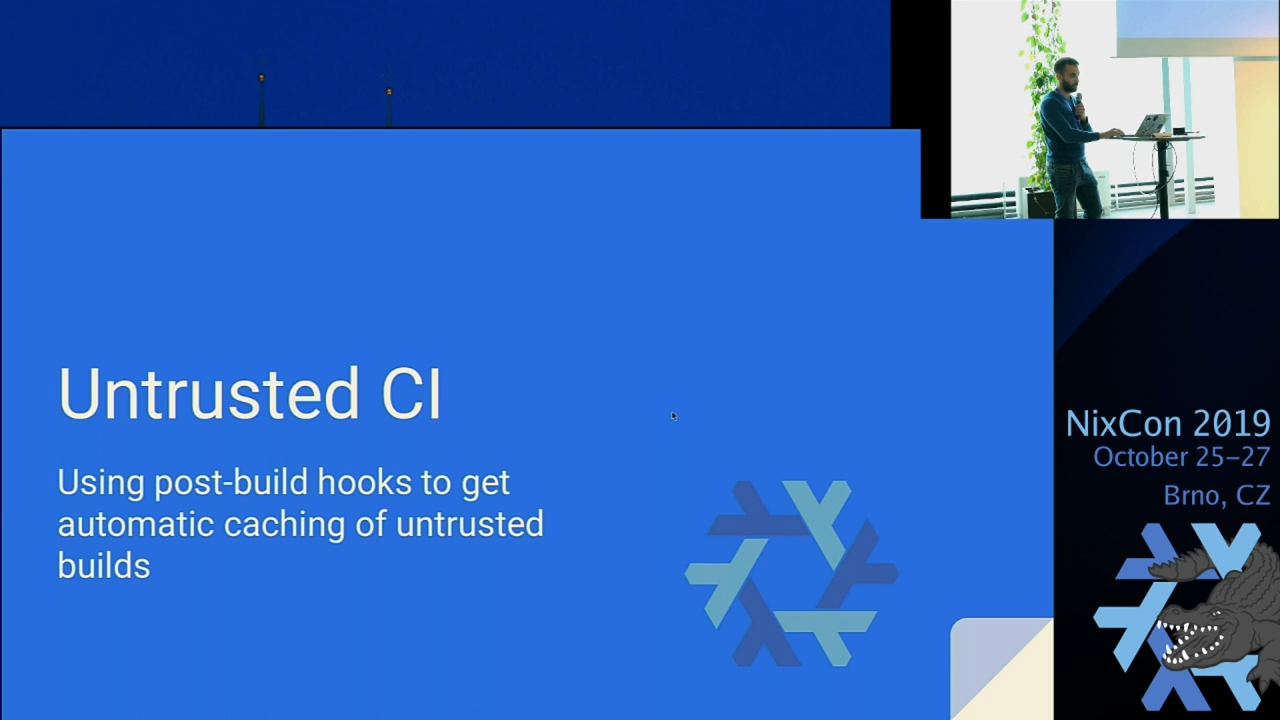 Untrusted CI
Using post-build hooks to get
automatic caching of untrusted
builds
NixCon 2019
October 25–27
Brno, CZ